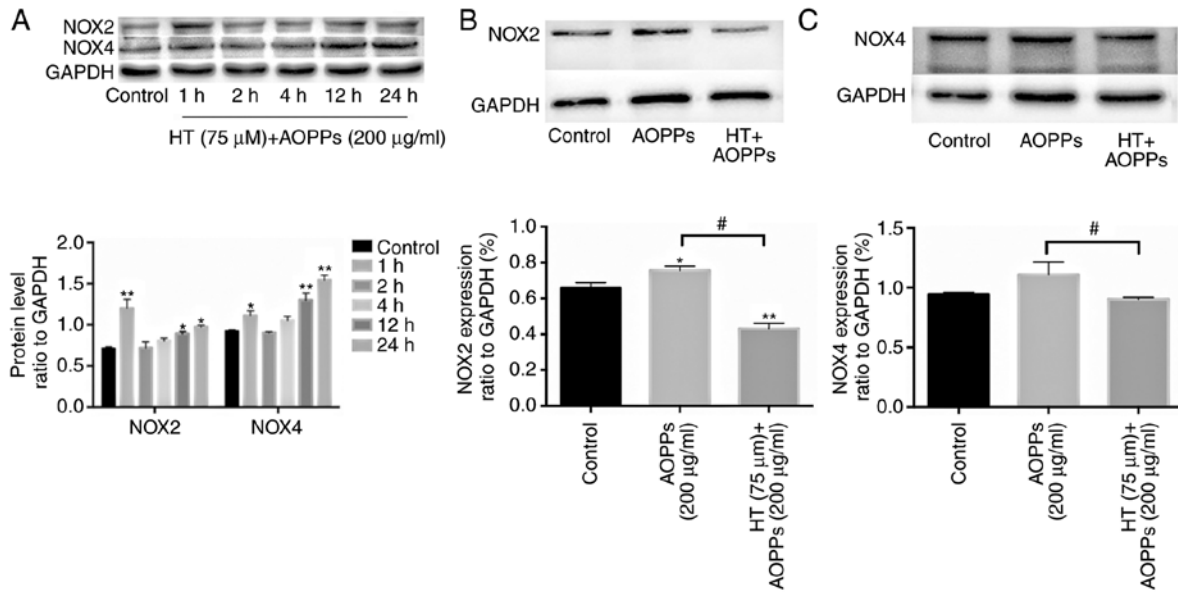 A
NOX2
NOX4
GAPDH
Control 1 h 2 h 4 h 12 h 24 h
HT (75 μM)+AOPPs (200 μg/ml)
Protein level
ratio to GAPDH
2.0
1.5
1.0
0.5
0.0
** * * * ** **
NOX2 NOX4
Control
1 h
2 h
4 h
12 h
24 h
B
NOX2
GAPDH
Control AOPPs HT+
AOPPs
NOX2 expression
ratio to GAPDH (%)
1.0
0.8
0.6
0.4
0.2
0.0
#
*
**
Control
AOPPs
(200 μg/ml)
HT (75 μm)+
AOPPs (200 μg/ml)
C
NOX4
GAPDH
Control AOPPs HT+
AOPPs
NOX4 expression
ratio to GAPDH (%)
1.5
1.0
0.5
0.0
#
Control
AOPPs
(200 μg/ml)
HT (75 μm)+
AOPPs (200 μg/ml)